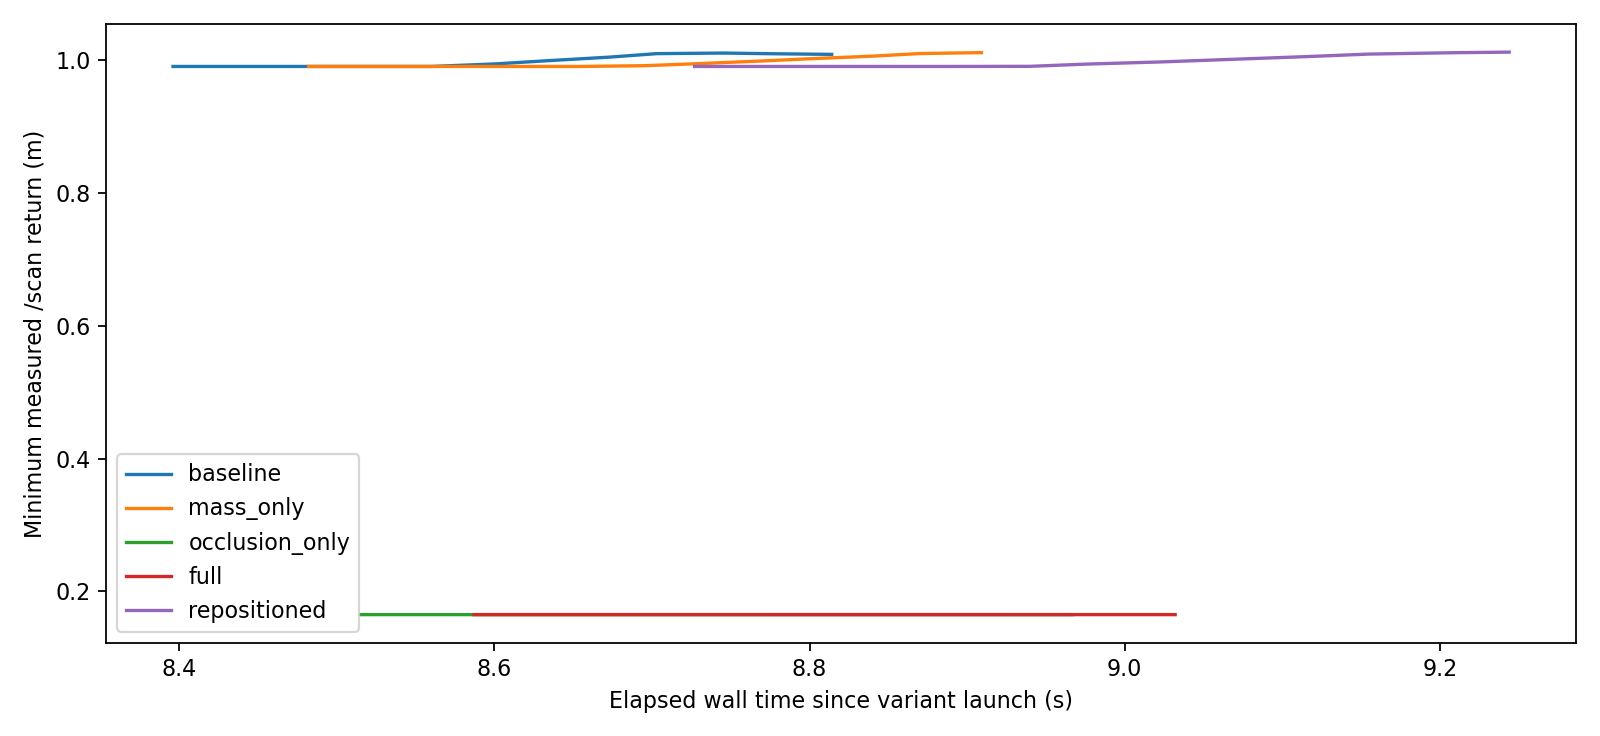 Minimum measured /scan return (m)
1.0
0.8
0.6
0.4
0.2
baseline
mass_only
occlusion_only
full
repositioned
8.4 8.6 8.8 9.0 9.2
Elapsed wall time since variant launch (s)